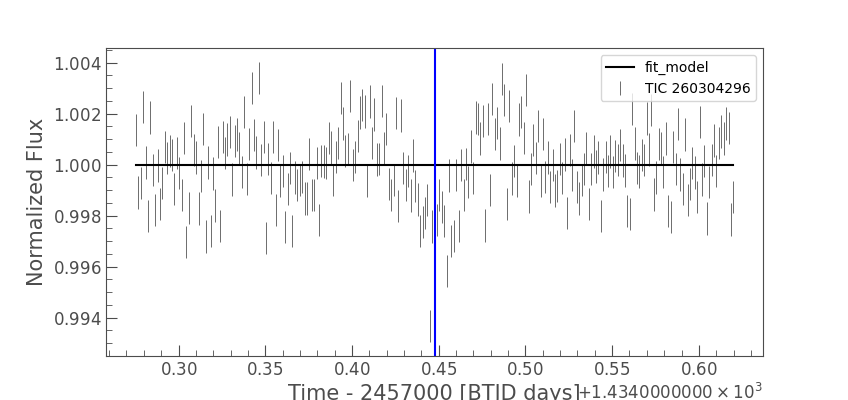 1.004
1.002
1.000
0.998
0.996
0.994
Normalized Flux
fit_model
TIC 260304296
0.30 0.35 0.40 0.45 0.50 0.55 0.60
Time - 2457000 [BTJD days]
+1.4340000000 × 10³